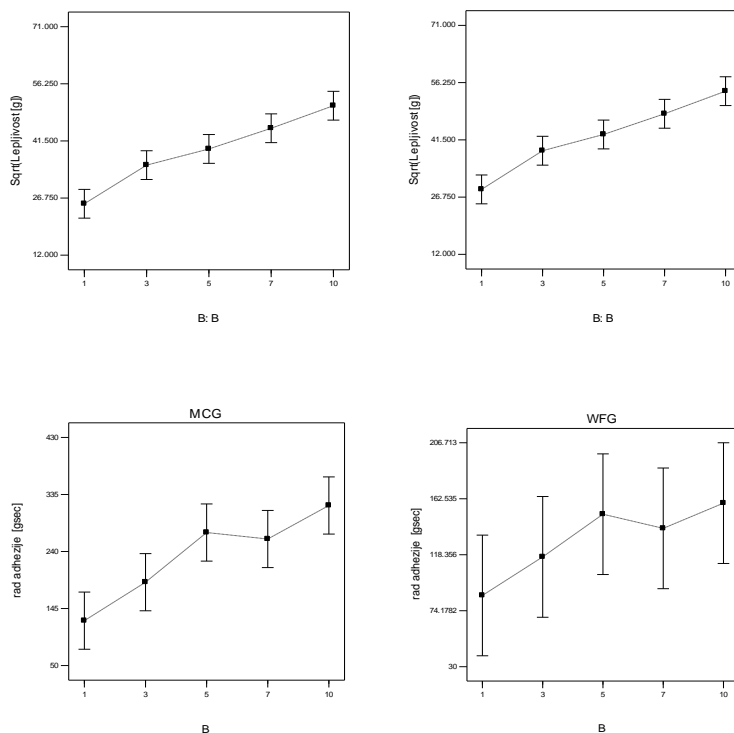 71.000
56.250
41.500
26.750
12.000
Sqrt(Lepljivost [g])
1 3 5 7 10
B: B
71.000
56.250
41.500
26.750
12.000
Sqrt(Lepljivost [g])
1 3 5 7 10
B: B
MCG
430
335
240
145
50
rad adhezije [gsec]
1 3 5 7 10
B
WFG
206.713
162.535
118.356
74.1782
30
rad adhezije [gsec]
1 3 5 7 10
B